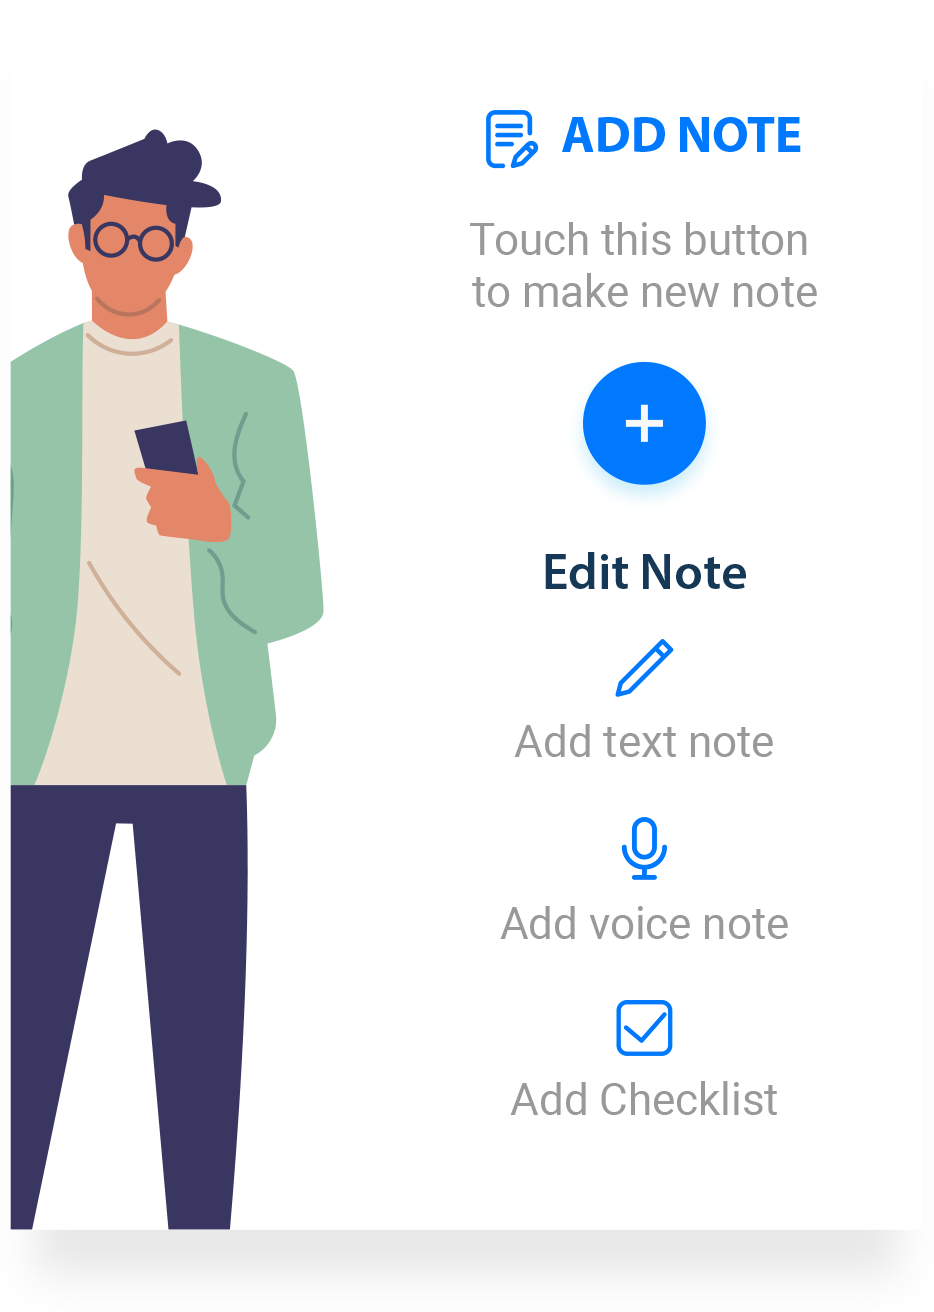 ADD NOTE
Touch this button
to make new note
Edit Note
Add text note
Add voice note
Add Checklist